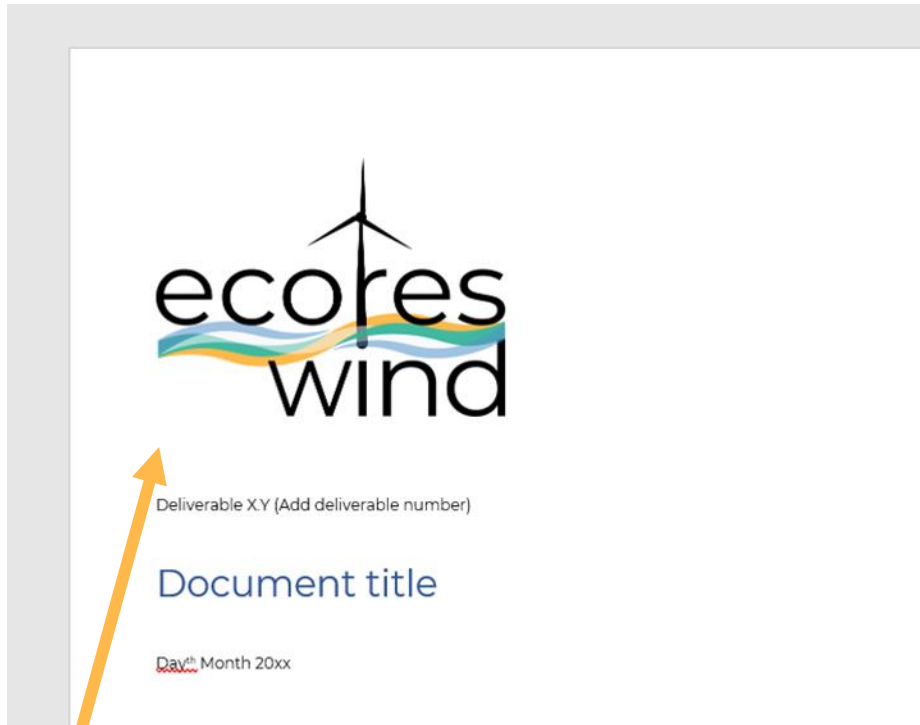 ecores
wind
Deliverable X.Y (Add deliverable number)
Document title
Dayth Month 20xx